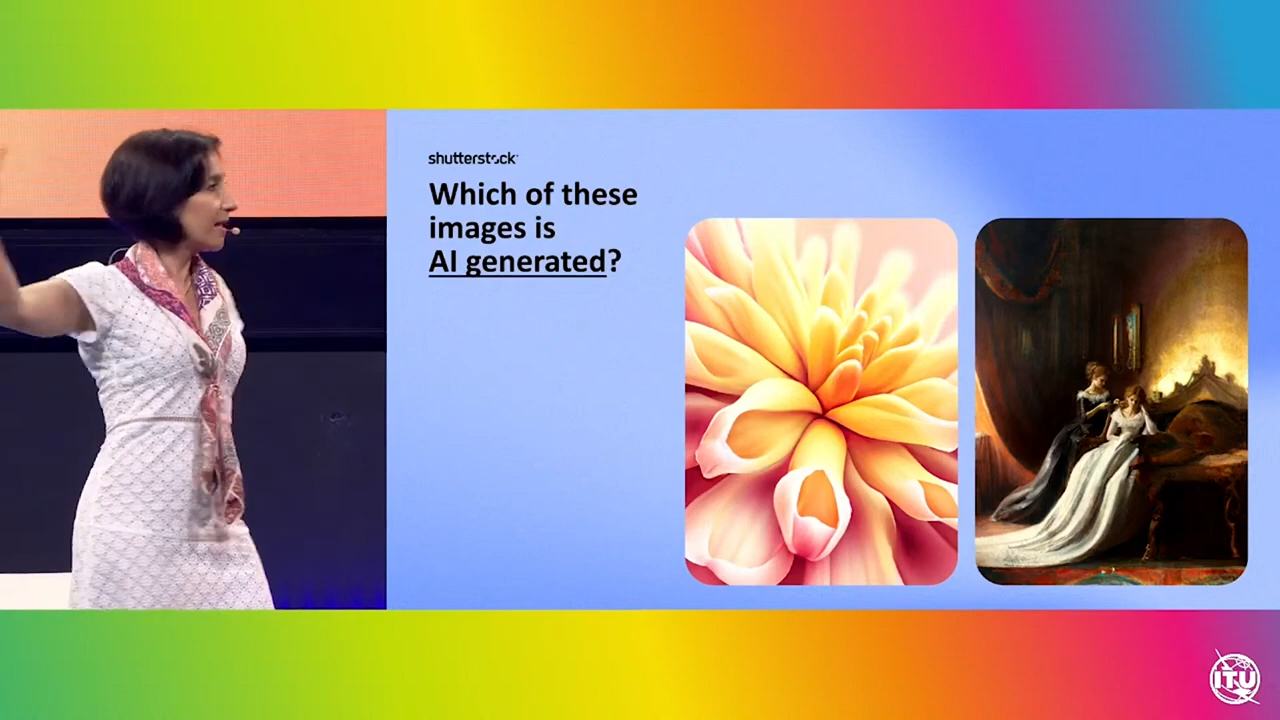 shutterstock
Which of these
images is
AI generated?
ITU